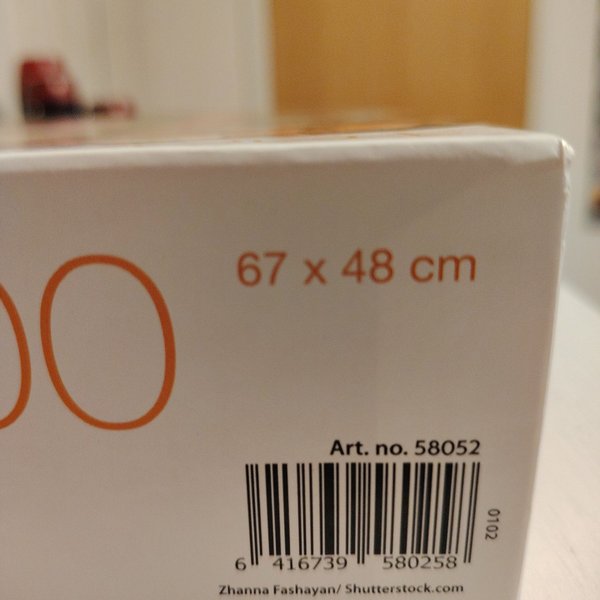 00
67 x 48 cm
Art. no. 58052
0102
6 416739 580258
Zhanna Fashayan/ Shutterstock.com